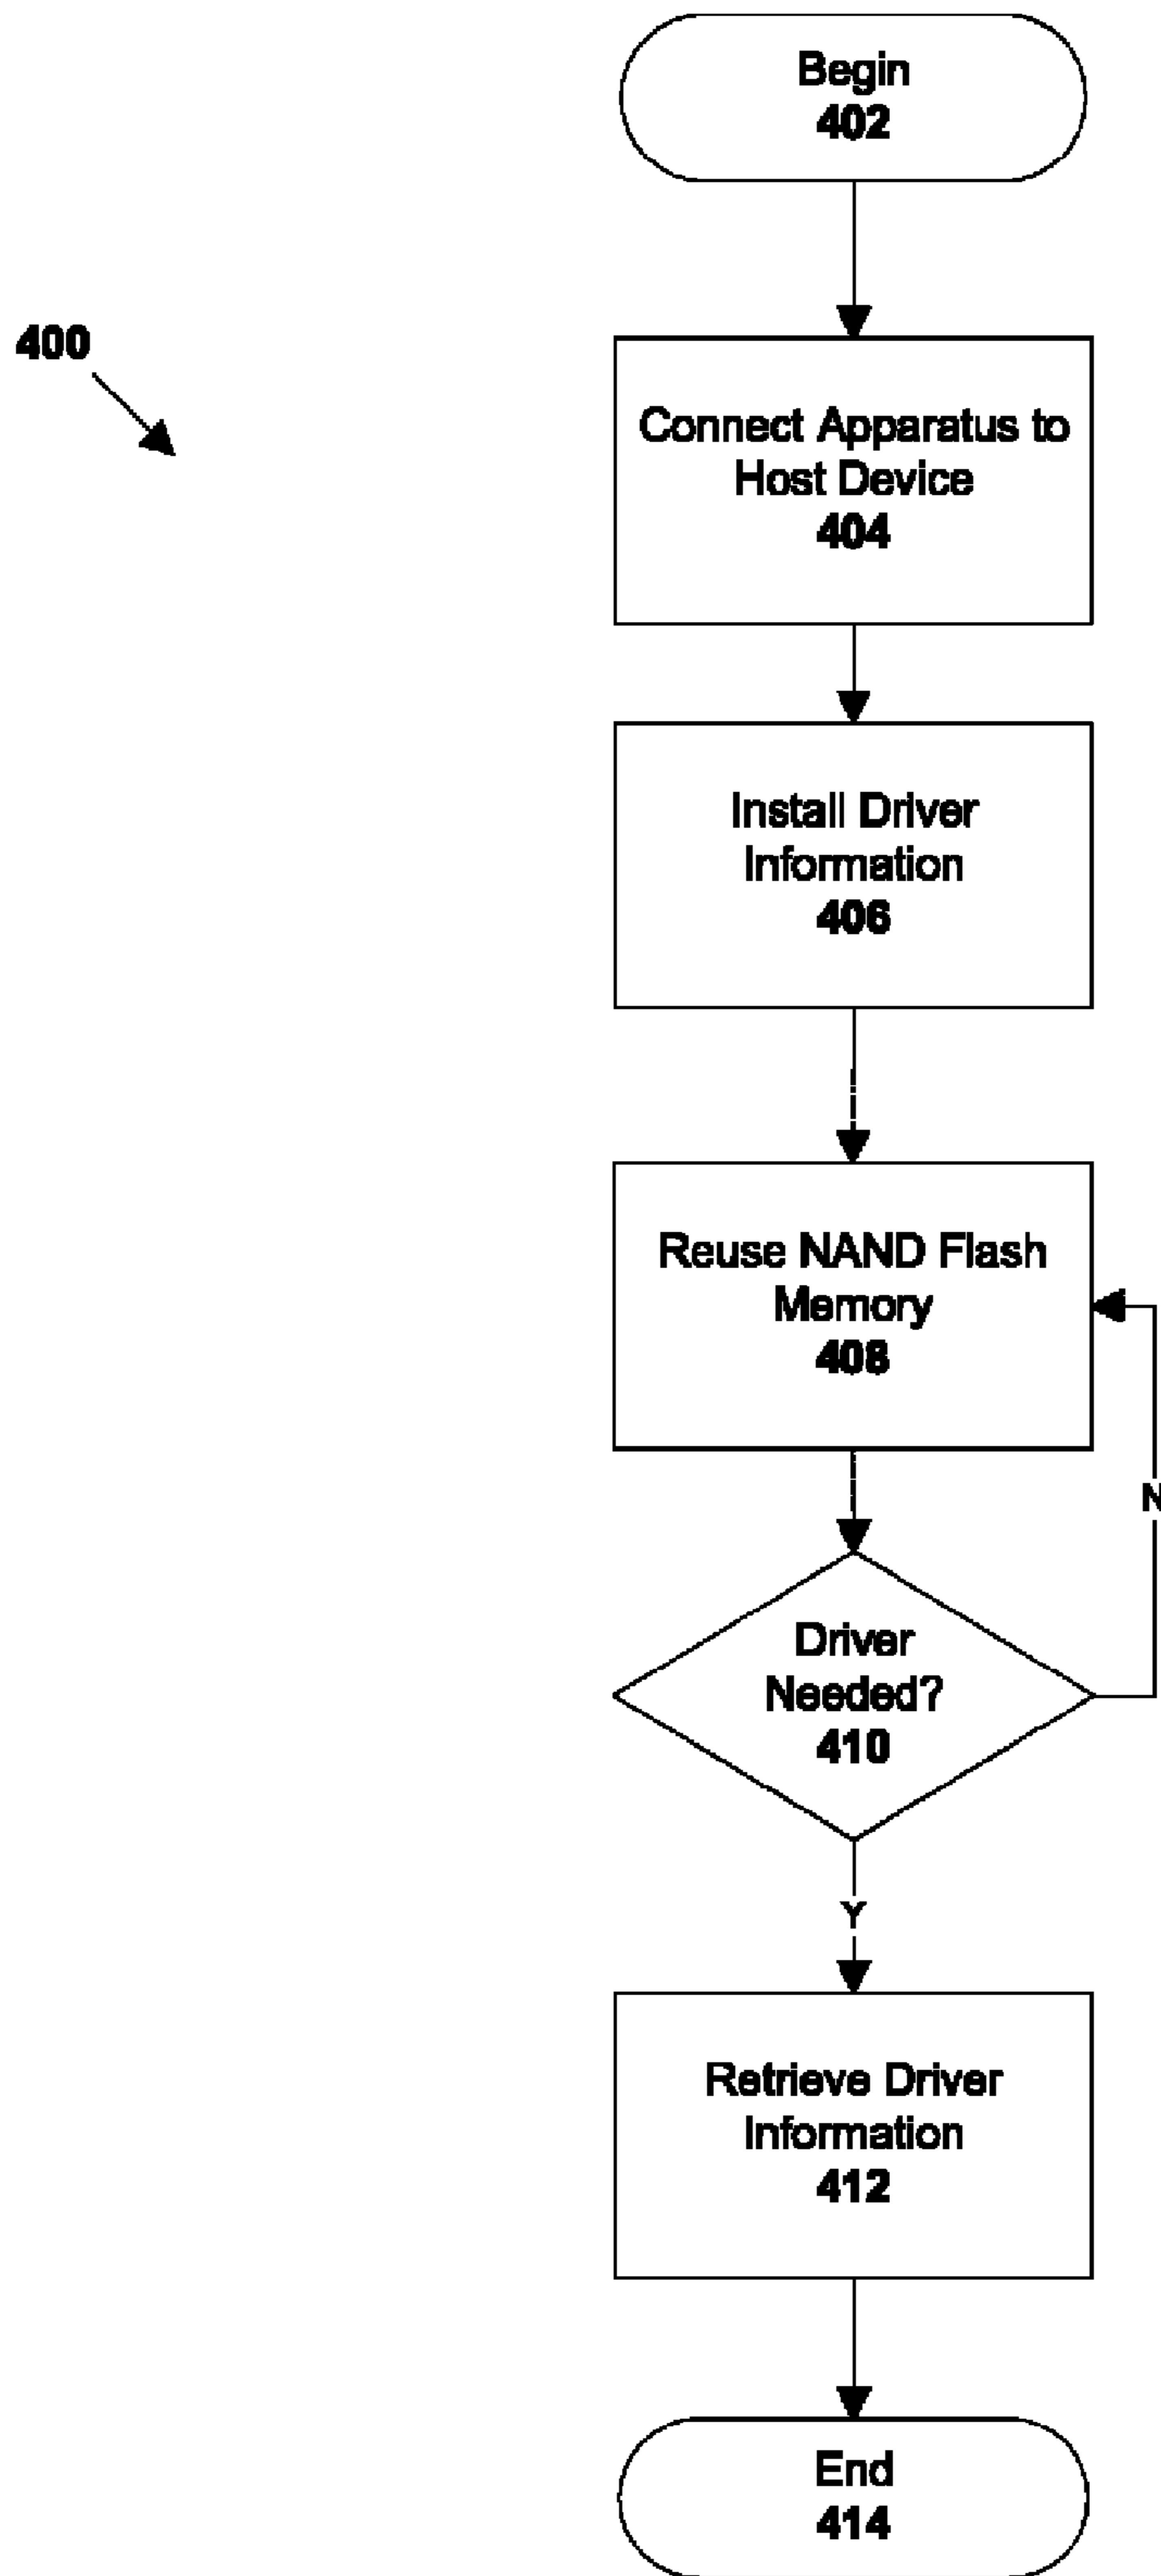 Begin
402
400
Connect Apparatus to
Host Device
404
Install Driver
Information
406
Reuse NAND Flash
Memory
408
N
Driver
Needed?
410
Y
Retrieve Driver
Information
412
End
414